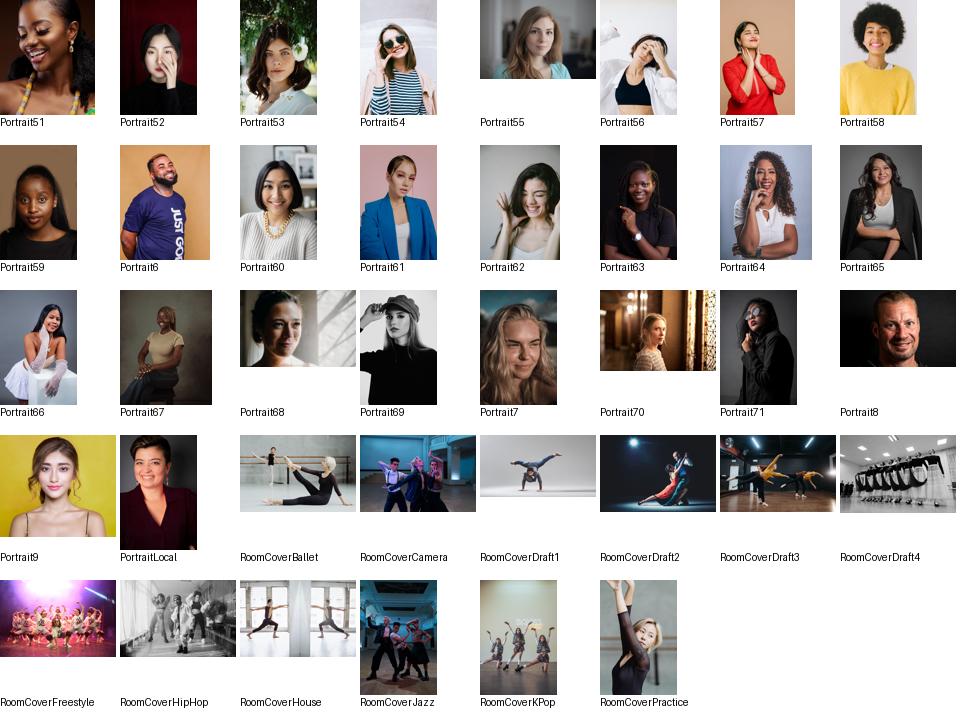 Portrait51
Portrait52
Portrait53
Portrait54
Portrait55
Portrait56
Portrait57
Portrait58
JUST GO
Portrait59
Portrait6
Portrait60
Portrait61
Portrait62
Portrait63
Portrait64
Portrait65
Portrait66
Portrait67
Portrait68
Portrait69
Portrait7
Portrait70
Portrait71
Portrait8
Portrait9
PortraitLocal
RoomCoverBallet
RoomCoverCamera
RoomCoverDraft1
RoomCoverDraft2
RoomCoverDraft3
RoomCoverDraft4
RoomCoverFreestyle
RoomCoverHipHop
RoomCoverHouse
RoomCoverJazz
RoomCoverKPop
RoomCoverPractice